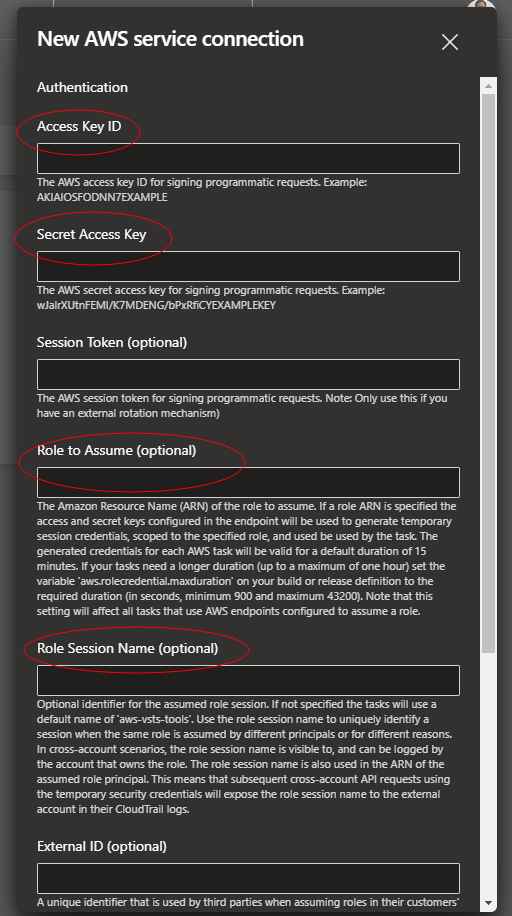 New AWS service connection
Authentication
Access Key ID
The AWS access key ID for signing programmatic requests. Example:
AKIAIOSFODNN7EXAMPLE
Secret Access Key
The AWS secret access key for signing programmatic requests. Example:
wJalrXUtnFEMI/K7MDENG/bPxRfiCYEXAMPLEKEY
Session Token (optional)
The AWS session token for signing programmatic requests. Note: Only use this if you
have an external rotation mechanism)
Role to Assume (optional)
The Amazon Resource Name (ARN) of the role to assume. If a role ARN is specified the
access and secret keys configured in the endpoint will be used to generate temporary
session credentials, scoped to the specified role, and used be used by the task. The
generated credentials for each AWS task will be valid for a default duration of 15
minutes. If your tasks need a longer duration (up to a maximum of one hour) set the
variable 'aws.rolecredential.maxduration' on your build or release definition to the
required duration (in seconds, minimum 900 and maximum 43200). Note that this
setting will affect all tasks that use AWS endpoints configured to assume a role.
Role Session Name (optional)
Optional identifier for the assumed role session. If not specified the tasks will use a
default name of 'aws-vsts-tools'. Use the role session name to uniquely identify a
session when the same role is assumed by different principals or for different reasons.
In cross-account scenarios, the role session name is visible to, and can be logged by
the account that owns the role. The role session name is also used in the ARN of the
assumed role principal. This means that subsequent cross-account API requests using
the temporary security credentials will expose the role session name to the external
account in their CloudTrail logs.
External ID (optional)
A unique identifier that is used by third parties when assuming roles in their customers'